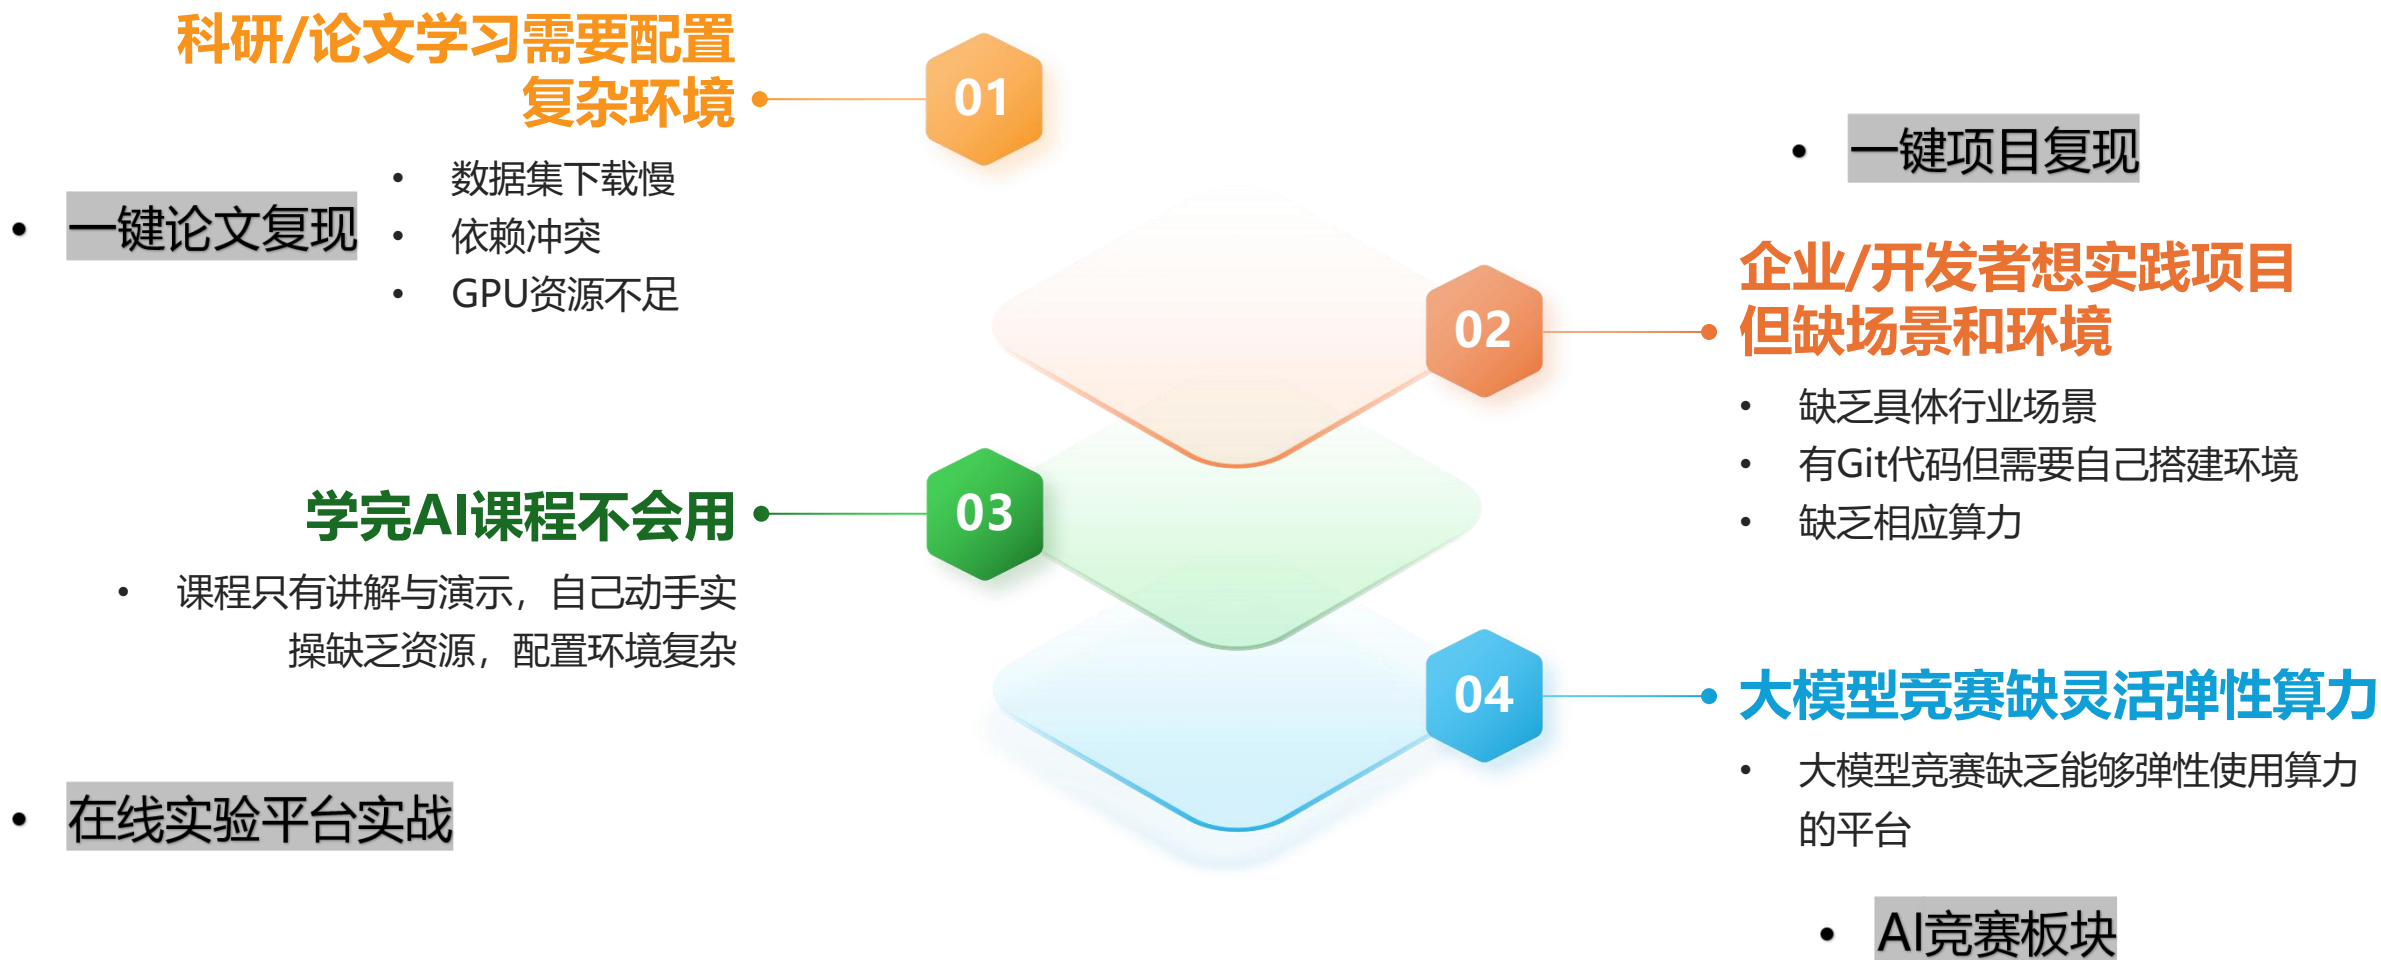 科研/论文学习需要配置
复杂环境
01
• 数据集下载慢
• 依赖冲突
• GPU资源不足
• 一键论文复现
• 一键项目复现
02
企业/开发者想实践项目
但缺场景和环境
• 缺乏具体行业场景
• 有Git代码但需要自己搭建环境
• 缺乏相应算力
学完AI课程不会用
03
• 课程只有讲解与演示，自己动手实
操缺乏资源，配置环境复杂
• 在线实验平台实战
04
大模型竞赛缺灵活弹性算力
• 大模型竞赛缺乏能够弹性使用算力
的平台
• AI竞赛板块